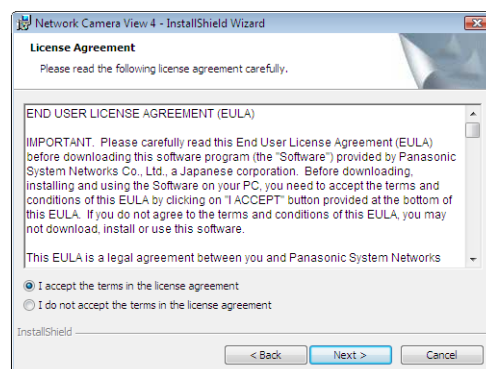 Network Camera View 4 - InstallShield Wizard
License Agreement
Please read the following license agreement carefully.
END USER LICENSE AGREEMENT (EULA)
IMPORTANT. Please carefully read this End User License Agreement (EULA)
before downloading this software program (the "Software") provided by Panasonic
System Networks Co., Ltd., a Japanese corporation. Before downloading,
installing and using the Software on your PC, you need to accept the terms and
conditions of this EULA by clicking on "I ACCEPT" button provided at the bottom of
this EULA. If you do not agree to the terms and conditions of this EULA, you may
not download, install or use this software.
This EULA is a legal agreement between you and Panasonic System Networks
I accept the terms in the license agreement
I do not accept the terms in the license agreement
InstallShield
< Back Next > Cancel